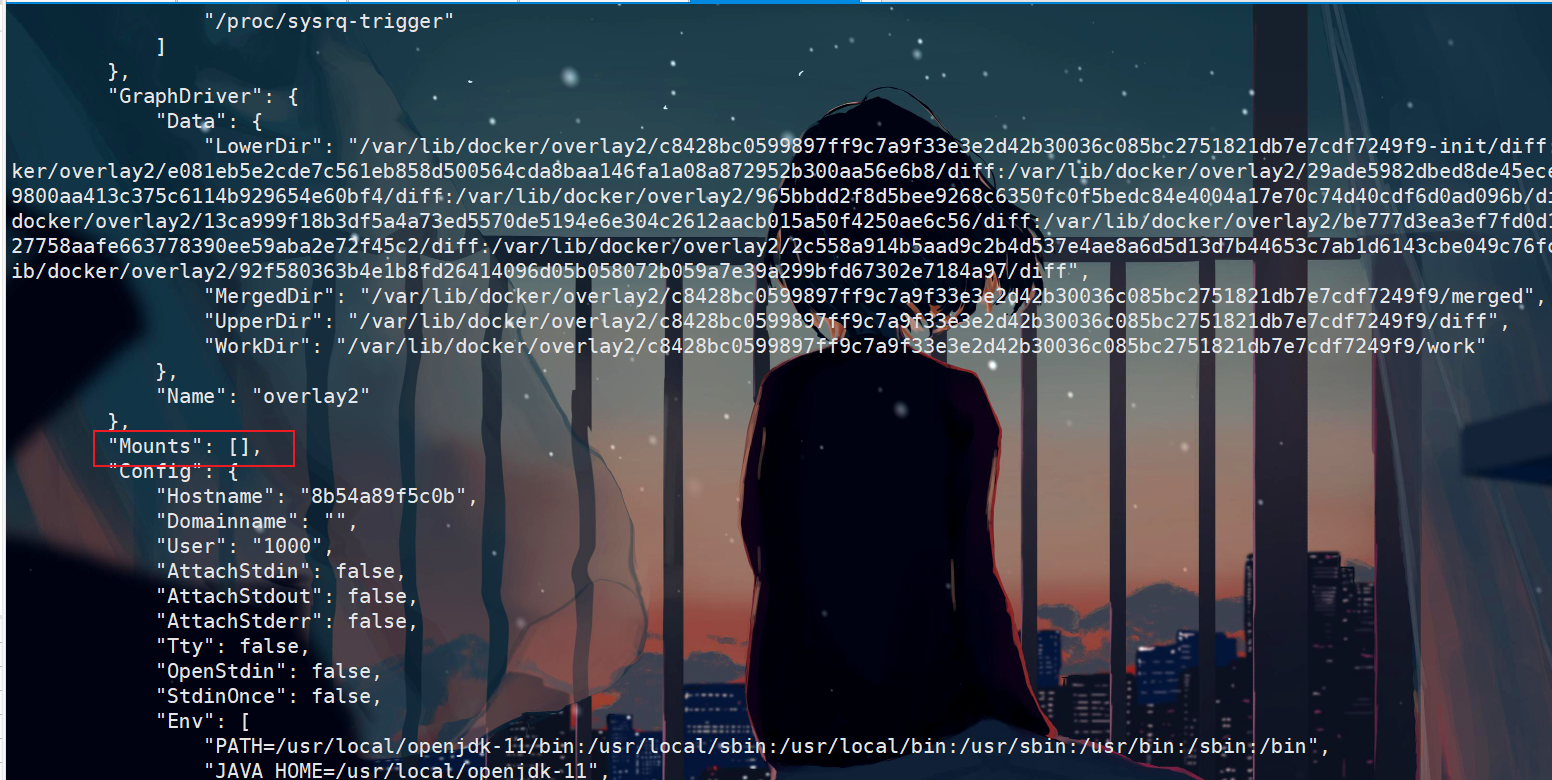 "/proc/sysrq-trigger"
]
},
"GraphDriver": {
"Data": {
"LowerDir": "/var/lib/docker/overlay2/c8428bc0599897ff9c7a9f33e3e2d42b30036c085bc2751821db7e7cdf7249f9-init/diff:
ker/overlay2/e081eb5e2cde7c561eb858d500564cda8baa146fa1a08a872952b300aa56e6b8/diff:/var/lib/docker/overlay2/29ade5982dbed8de45ece
9800aa413c375c6114b929654e60bf4/diff:/var/lib/docker/overlay2/965bbdd2f8d5bee9268c6350fc0f5bedc84e4004a17e70c74d40cdf6d0ad096b/di
docker/overlay2/13ca999f18b3df5a4a73ed5570de5194e6e304c2612aacb015a50f4250ae6c56/diff:/var/lib/docker/overlay2/be777d3ea3ef7fd0d1
27758aafe663778390ee59aba2e72f45c2/diff:/var/lib/docker/overlay2/2c558a914b5aad9c2b4d537e4ae8a6d5d13d7b44653c7ab1d6143cbe049c76fc
ib/docker/overlay2/92f580363b4e1b8fd26414096d05b058072b059a7e39a299bfd67302e7184a97/diff",
"MergedDir": "/var/lib/docker/overlay2/c8428bc0599897ff9c7a9f33e3e2d42b30036c085bc2751821db7e7cdf7249f9/merged",
"UpperDir": "/var/lib/docker/overlay2/c8428bc0599897ff9c7a9f33e3e2d42b30036c085bc2751821db7e7cdf7249f9/diff",
"WorkDir": "/var/lib/docker/overlay2/c8428bc0599897ff9c7a9f33e3e2d42b30036c085bc2751821db7e7cdf7249f9/work"
},
"Name": "overlay2"
},
"Mounts": [],
"Config": {
"Hostname": "8b54a89f5c0b",
"Domainname": "",
"User": "1000",
"AttachStdin": false,
"AttachStdout": false,
"AttachStderr": false,
"Tty": false,
"OpenStdin": false,
"StdinOnce": false,
"Env": [
"PATH=/usr/local/openjdk-11/bin:/usr/local/sbin:/usr/local/bin:/usr/sbin:/usr/bin:/sbin:/bin",
"JAVA_HOME=/usr/local/openjdk-11",